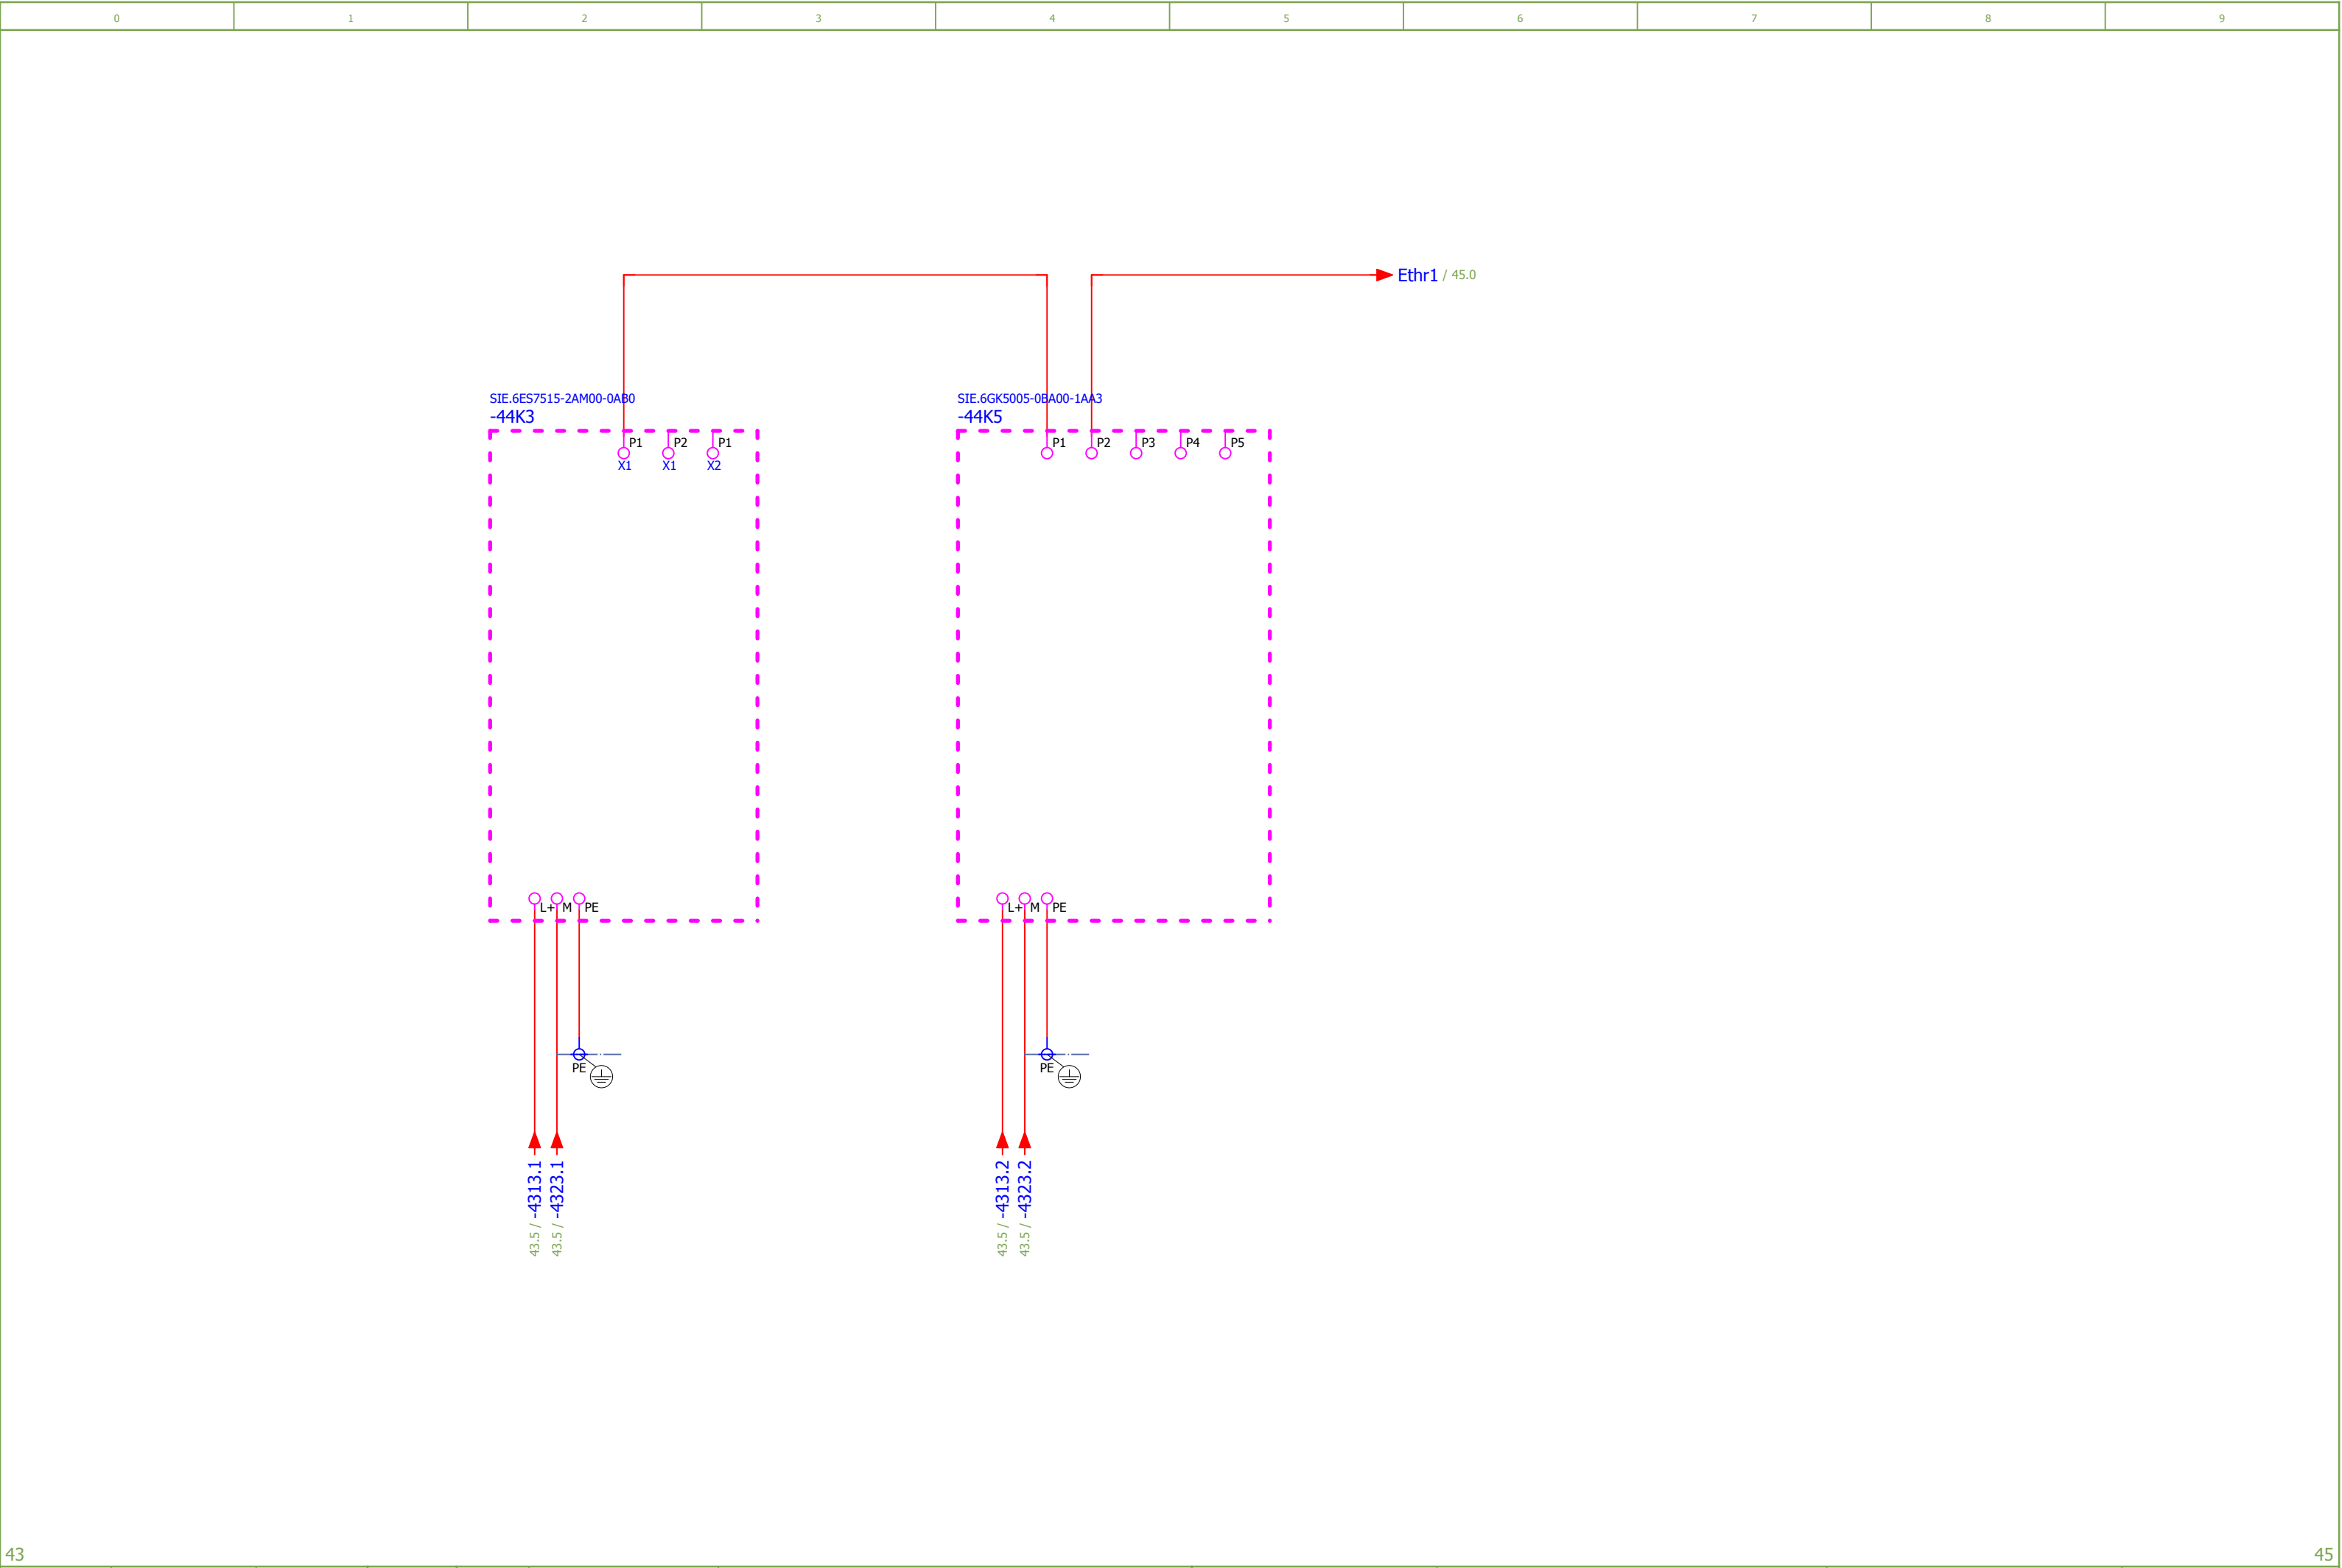 0 1 2 3 4 5 6 7 8 9
Ethr1 / 45.0
SIE.6ES7515-2AM00-0AB0
-44K3
P1 P2 P1
X1 X1 X2
SIE.6GK5005-0BA00-1AA3
-44K5
P1 P2 P3 P4 P5
L+ M PE
L+ M PE
PE
PE
43.5 / -4313.1
43.5 / -4323.1
43.5 / -4313.2
43.5 / -4323.2
43
45